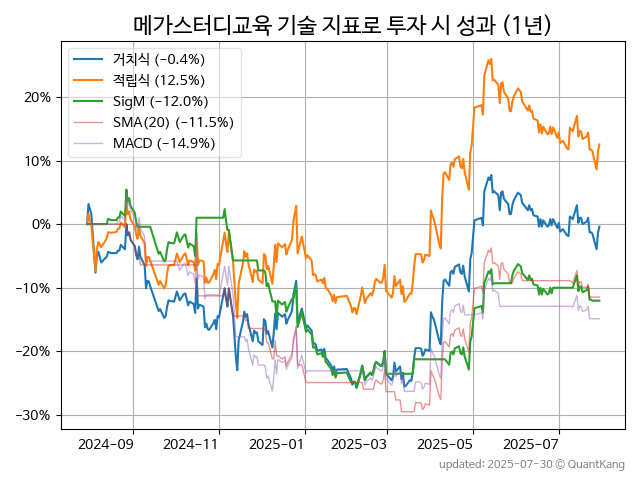 메가스터디교육 기술 지표로 투자 시 성과 (1년)
거치식 (−0.4%)
적립식 (12.5%)
SigM (−12.0%)
SMA(20) (−11.5%)
MACD (−14.9%)
20%
10%
0%
−10%
−20%
−30%
2024-09 2024-11 2025-01 2025-03 2025-05 2025-07
updated: 2025-07-30 © QuantKang